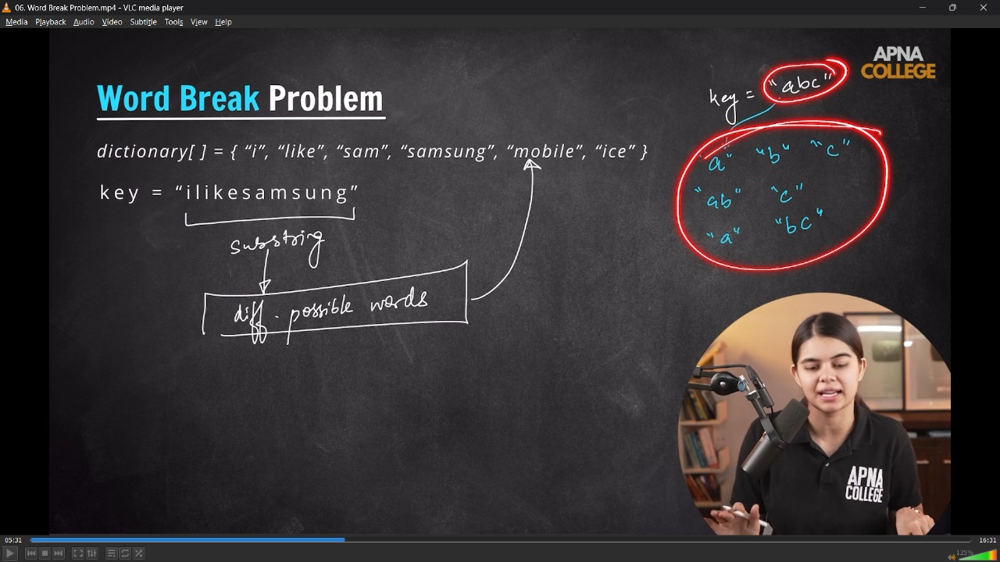 06. Word Break Problem.mp4 - VLC media player
Media Playback Audio Video Subtitle Tools View Help
APNA
COLLEGE
key = "abc"
Word Break Problem
dictionary[ ] = { “i”, “like”, “sam”, “samsung”, “mobile”, “ice” }
"a" "b" "c"
key = “ilikesamsung”
"ab" "c"
"a" "bc"
substring
diff. possible words
APNA
COLLEGE
05:31 16:31
125%